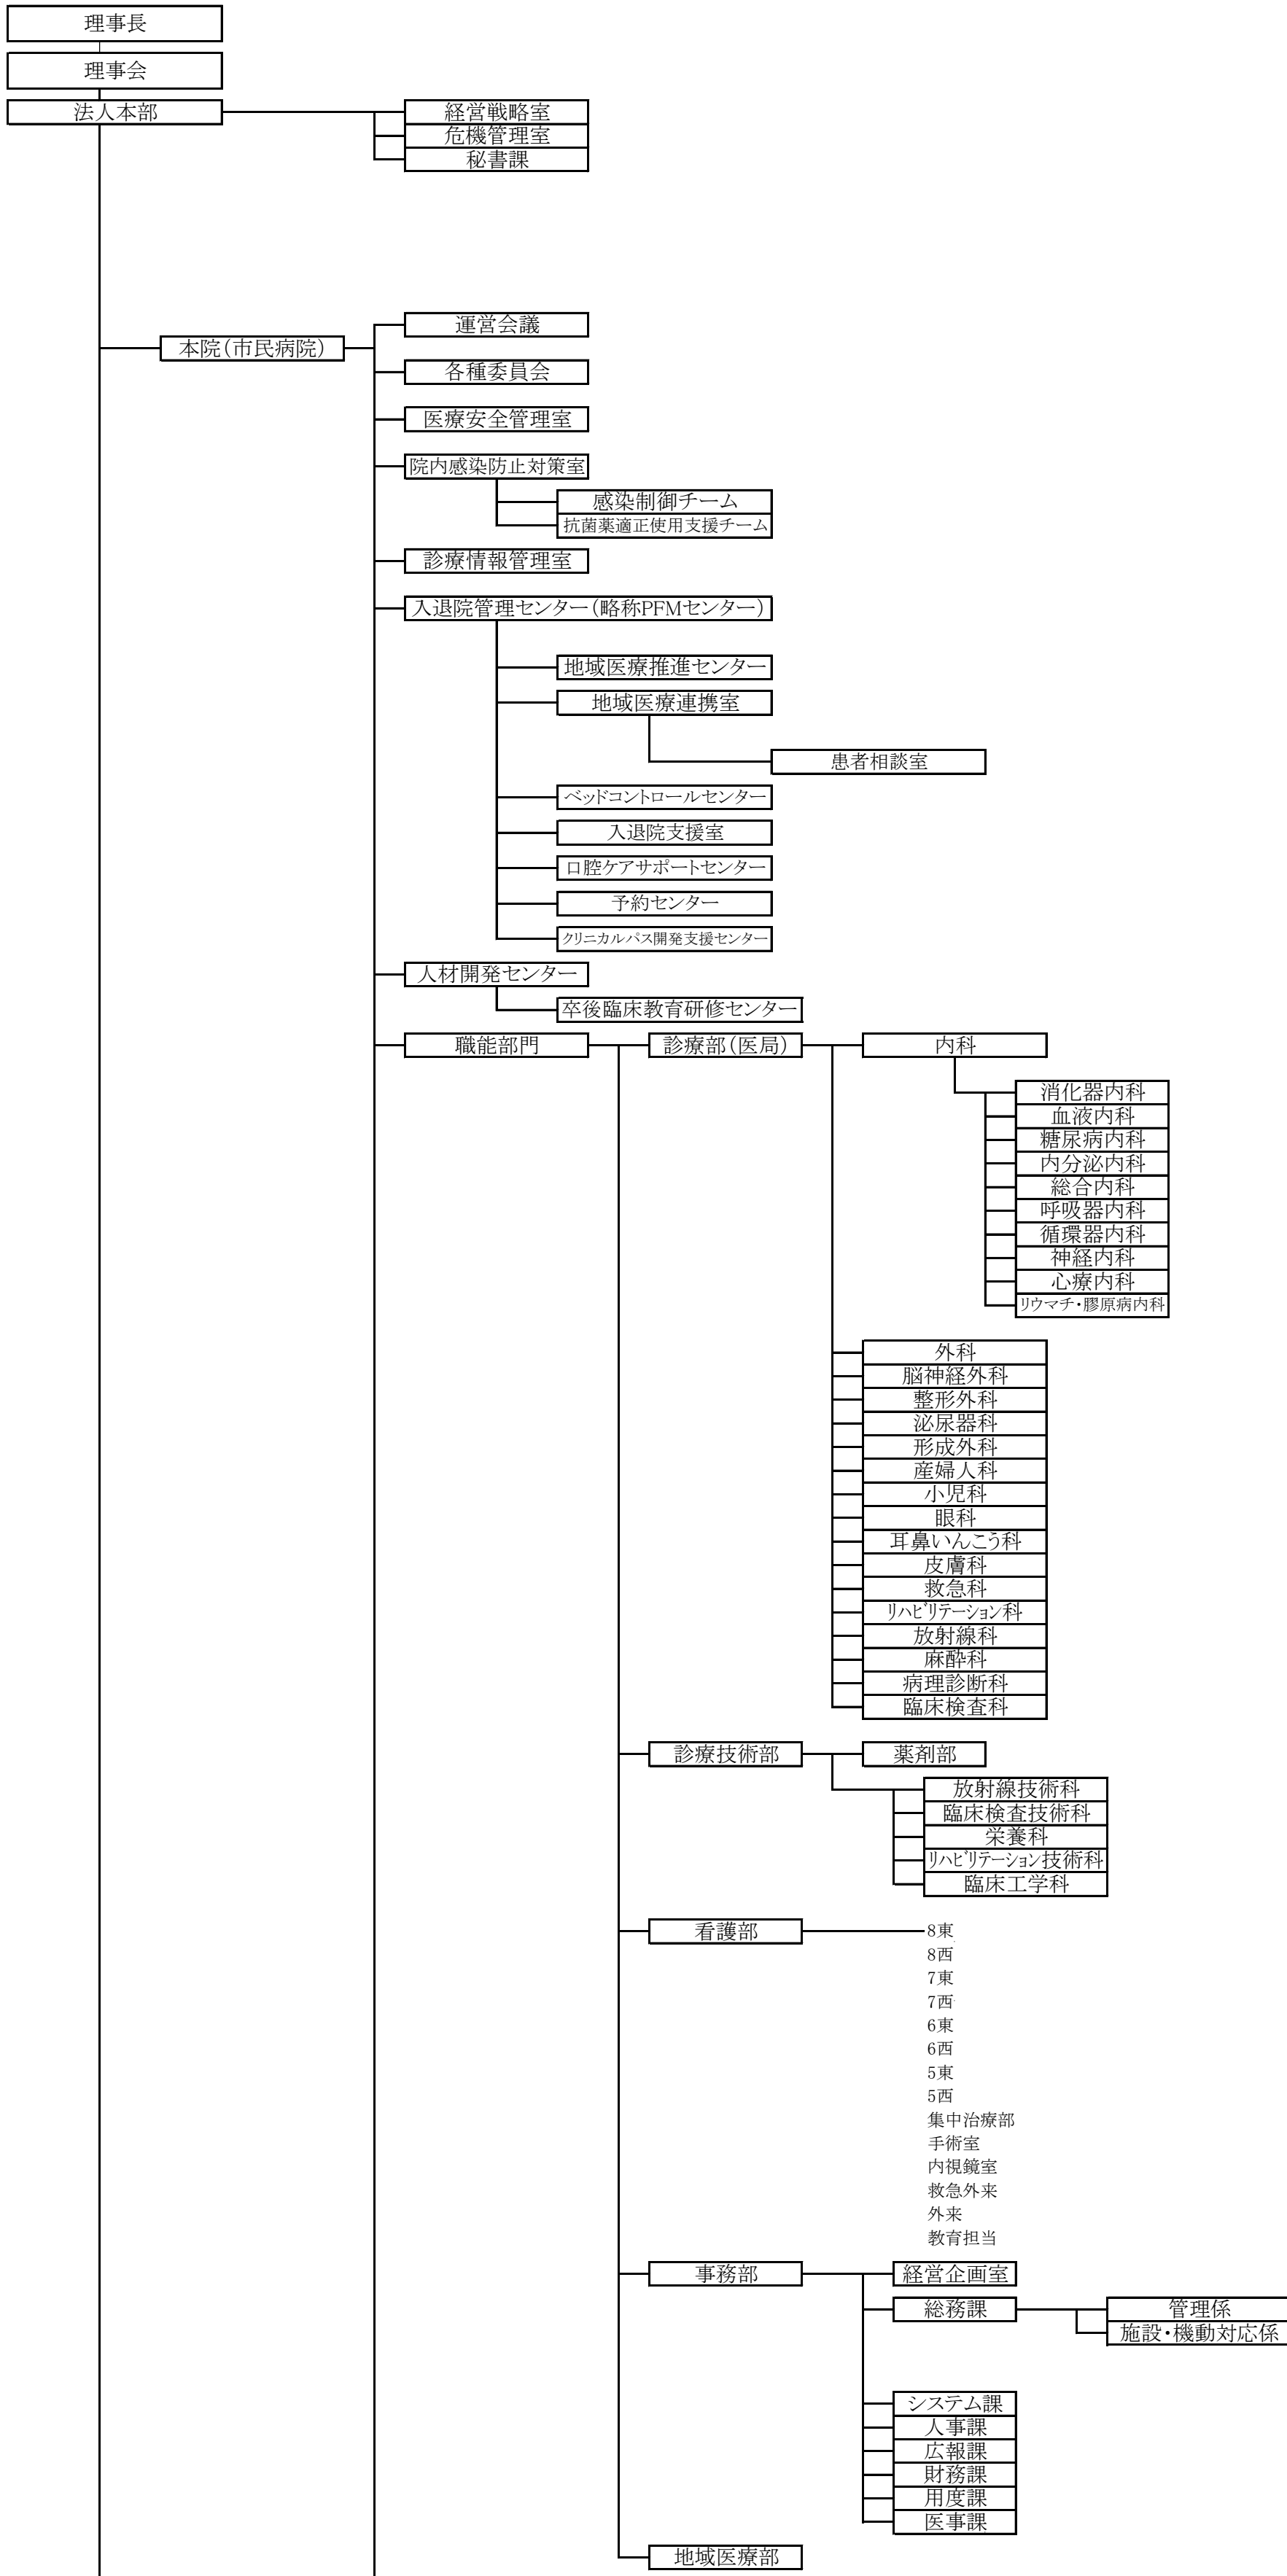 理事長
理事会
法人本部
経営戦略室
危機管理室
秘書課
運営会議
本院（市民病院）
各種委員会
医療安全管理室
院内感染防止対策室
感染制御チーム
抗菌薬適正使用支援チーム
診療情報管理室
入退院管理センター（略称PFMセンター）
地域医療推進センター
地域医療連携室
患者相談室
ベッドコントロールセンター
入退院支援室
口腔ケアサポートセンター
予約センター
クリニカルパス開発支援センター
人材開発センター
卒後臨床教育研修センター
職能部門
診療部（医局）
内科
消化器内科
血液内科
糖尿病内科
内分泌内科
総合内科
呼吸器内科
循環器内科
神経内科
心療内科
リウマチ・膠原病内科
外科
脳神経外科
整形外科
泌尿器科
形成外科
産婦人科
小児科
眼科
耳鼻いんこう科
皮膚科
救急科
リハビリテーション科
放射線科
麻酔科
病理診断科
臨床検査科
診療技術部
薬剤部
放射線技術科
臨床検査技術科
栄養科
リハビリテーション技術科
臨床工学科
看護部
8東
8西
7東
7西
6東
6西
5東
5西
集中治療部
手術室
内視鏡室
救急外来
外来
教育担当
事務部
経営企画室
総務課
管理係
施設・機動対応係
システム課
人事課
広報課
財務課
用度課
医事課
地域医療部